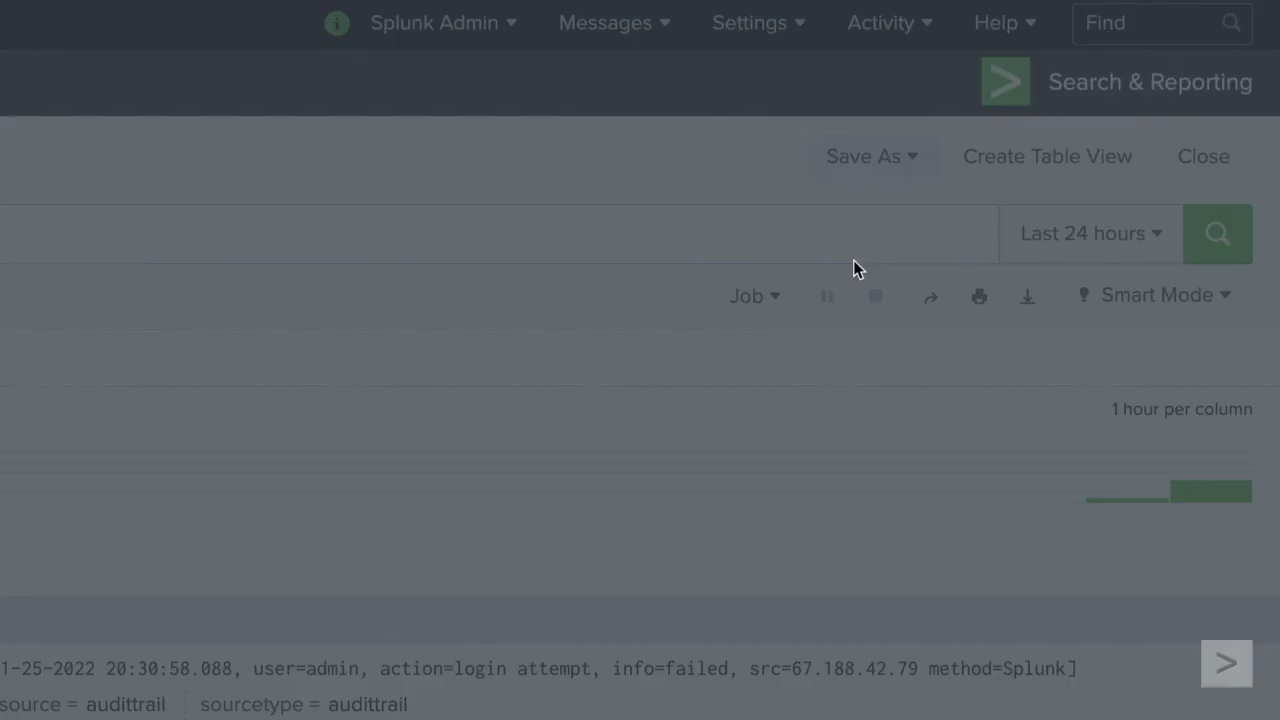 Splunk Admin Messages Settings Activity Help Find
Search & Reporting
Save As Create Table View Close
Last 24 hours
Job Smart Mode
1 hour per column
1-25-2022 20:30:58.088, user=admin, action=login attempt, info=failed, src=67.188.42.79 method=Splunk]
source = audittrail sourcetype = audittrail